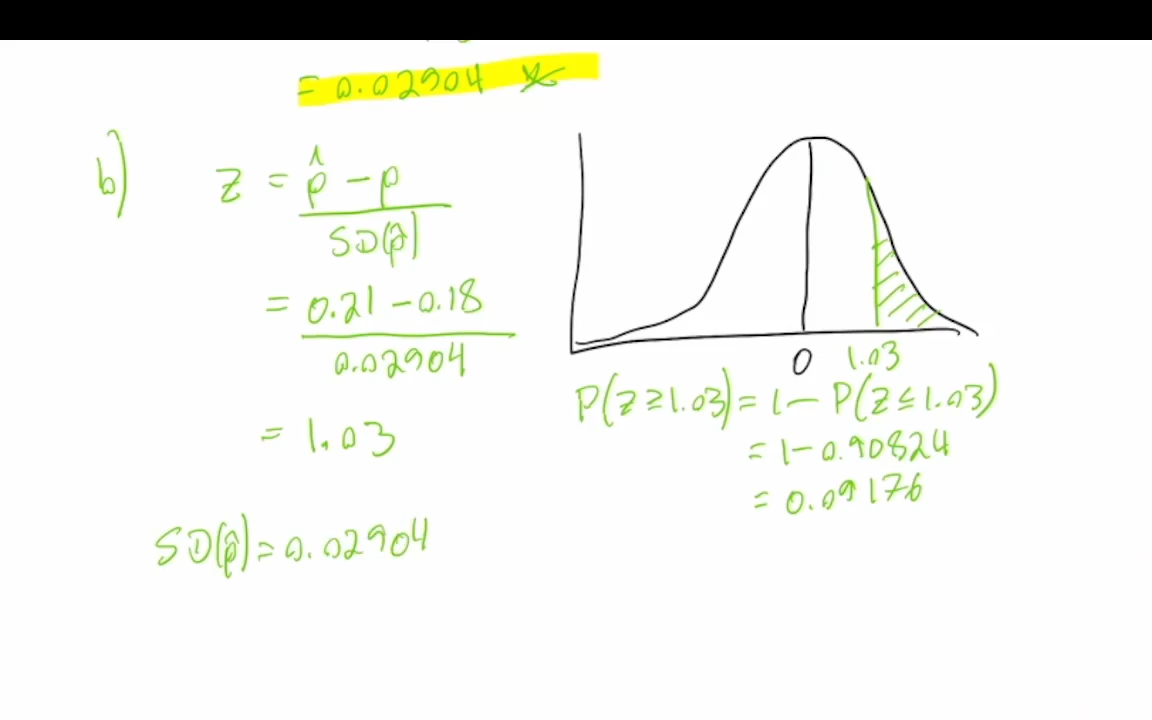 = 0.02904 *
b)
z = p̂ - p
SD(p̂)
= 0.21 - 0.18
0.02904
= 1.03
SD(p̂) = 0.02904
0 1.03
P(z ≥ 1.03) = 1 - P(z ≤ 1.03)
= 1 - 0.90824
= 0.09176